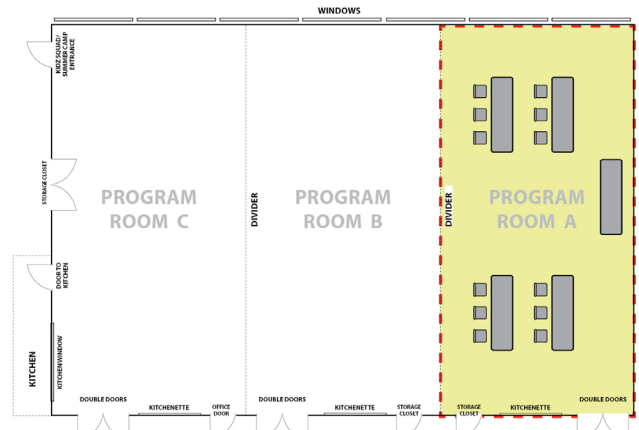 WINDOWS
KIDZ SQUAD/
SUMMER CAMP
ENTRANCE
STORAGE CLOSET
PROGRAM
ROOM C
DIVIDER
PROGRAM
ROOM B
DIVIDER
PROGRAM
ROOM A
DOOR TO
KITCHEN
KITCHEN
KITCHEN WINDOW
DOUBLE DOORS
KITCHENETTE
OFFICE
DOOR
DOUBLE DOORS
KITCHENETTE
STORAGE
CLOSET
STORAGE
CLOSET
KITCHENETTE
DOUBLE DOORS